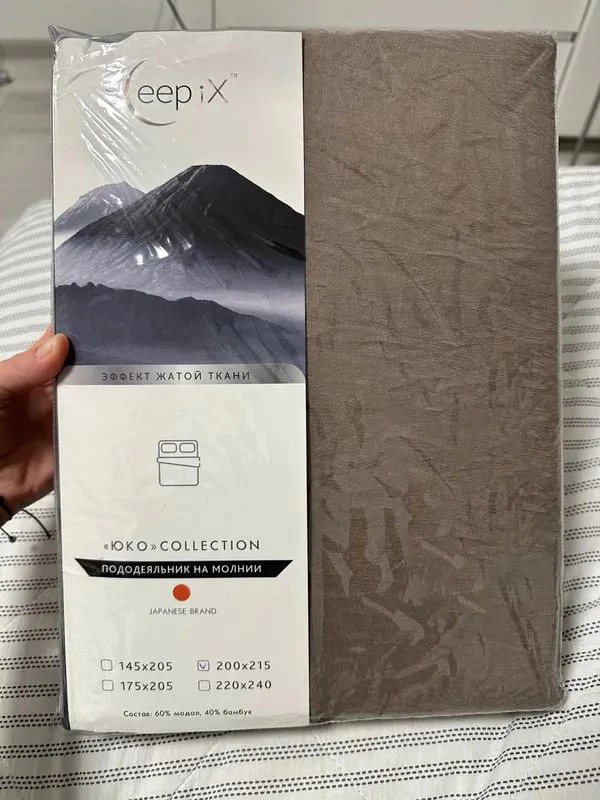 eep iX™
ЭФФЕКТ ЖАТОЙ ТКАНИ
«ЮКО» COLLECTION
ПОДОДЕЯЛЬНИК НА МОЛНИИ
JAPANESE BRAND
145x205 200x215
175x205 220x240
Состав: 60% модал, 40% бамбук